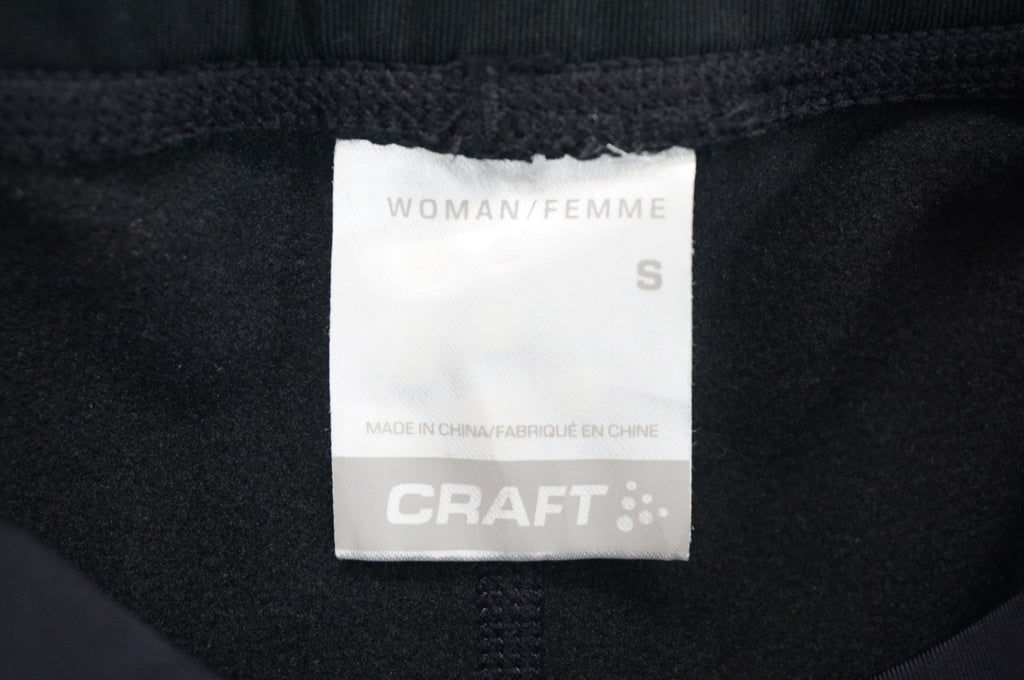 WOMAN/FEMME
S
MADE IN CHINA/FABRIQUÉ EN CHINE
CRAFT